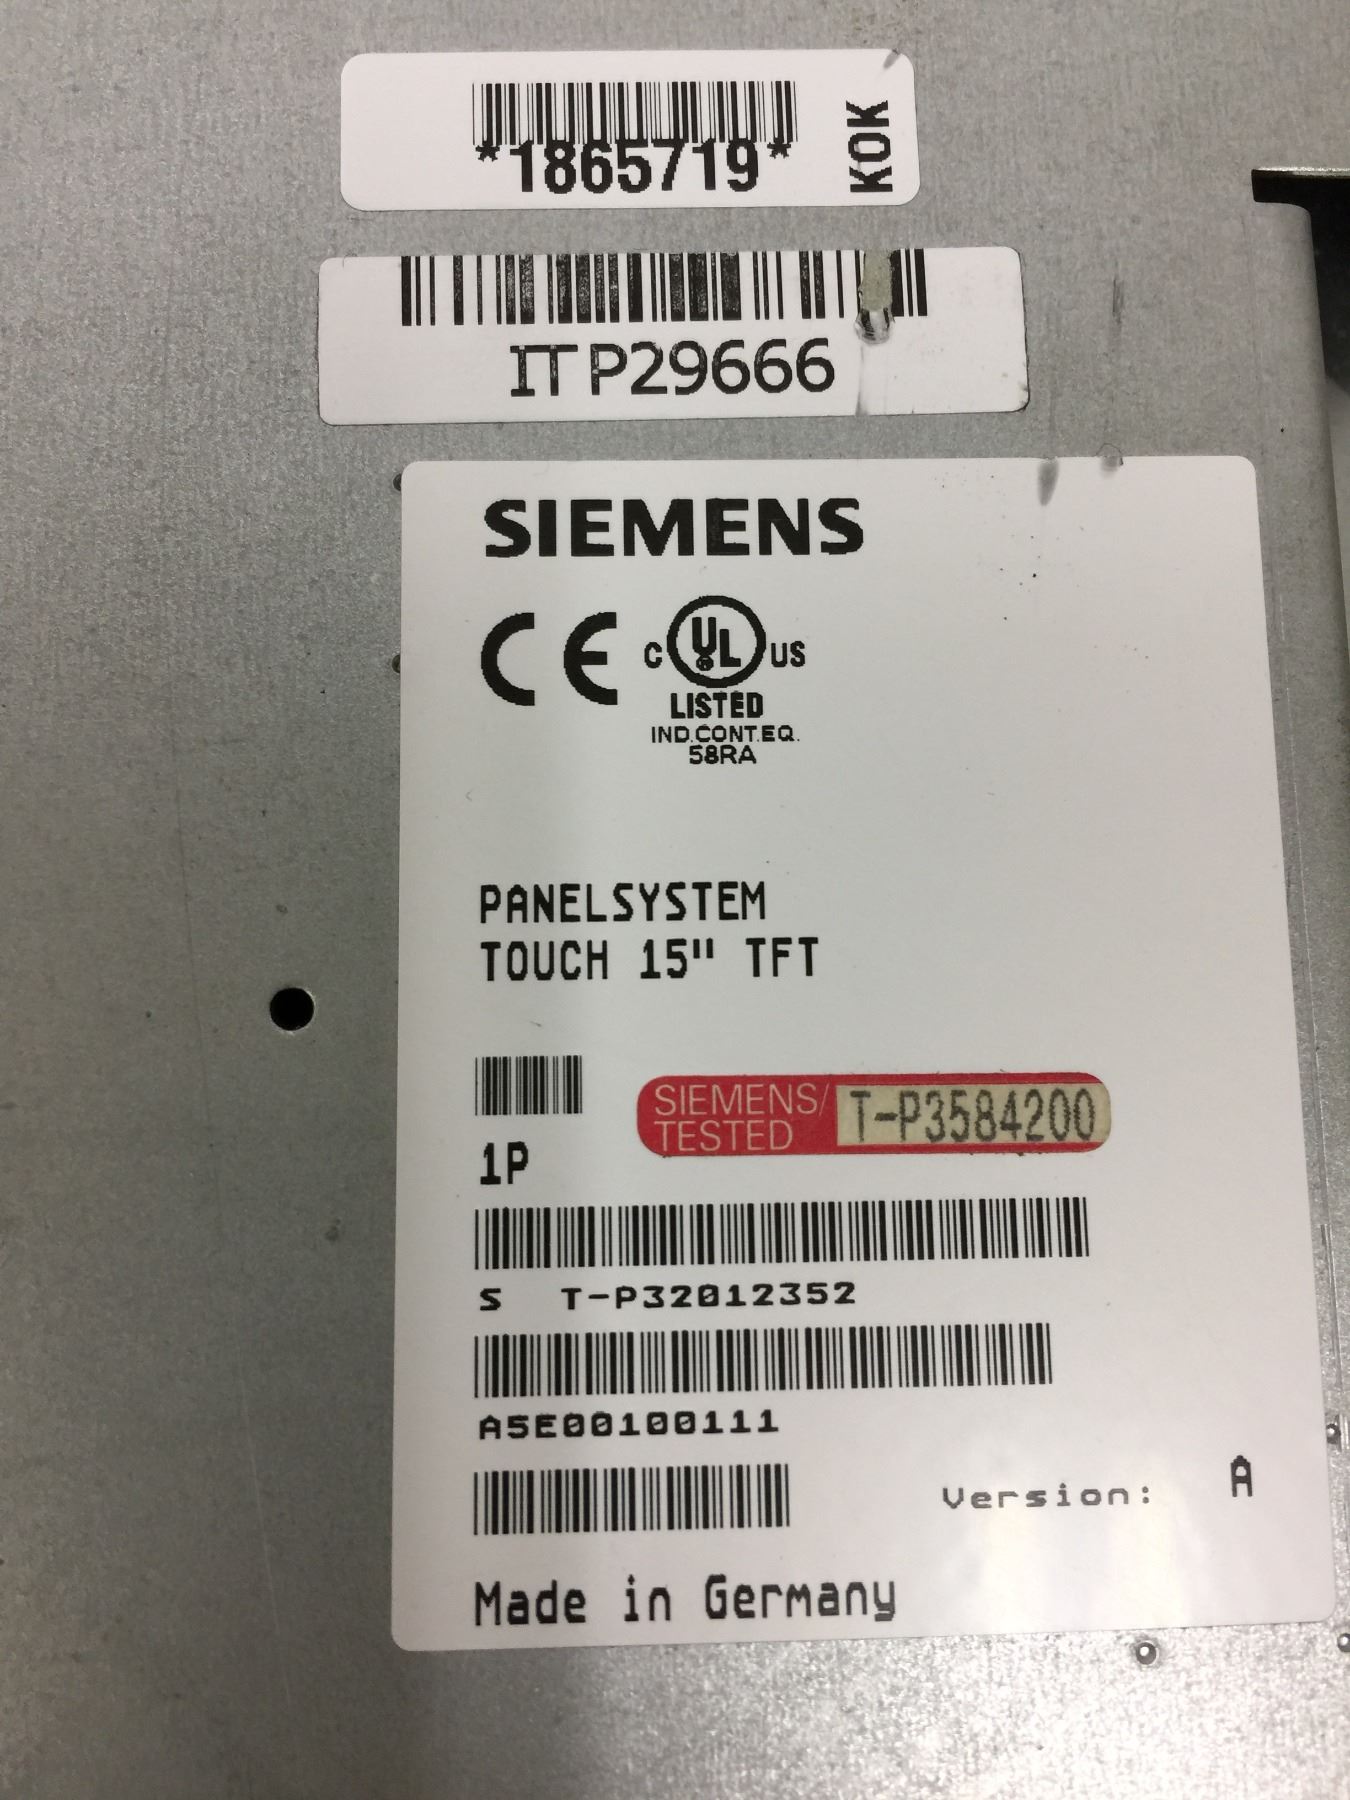 *1865719*
KOK
ITP29666
SIEMENS
CE
C UL US
LISTED
IND.CONT.EQ.
58RA
PANELSYSTEM
TOUCH 15" TFT
SIEMENS/
TESTED
T-P3584200
1P
S T-P32012352
A5E00100111
Version: A
Made in Germany